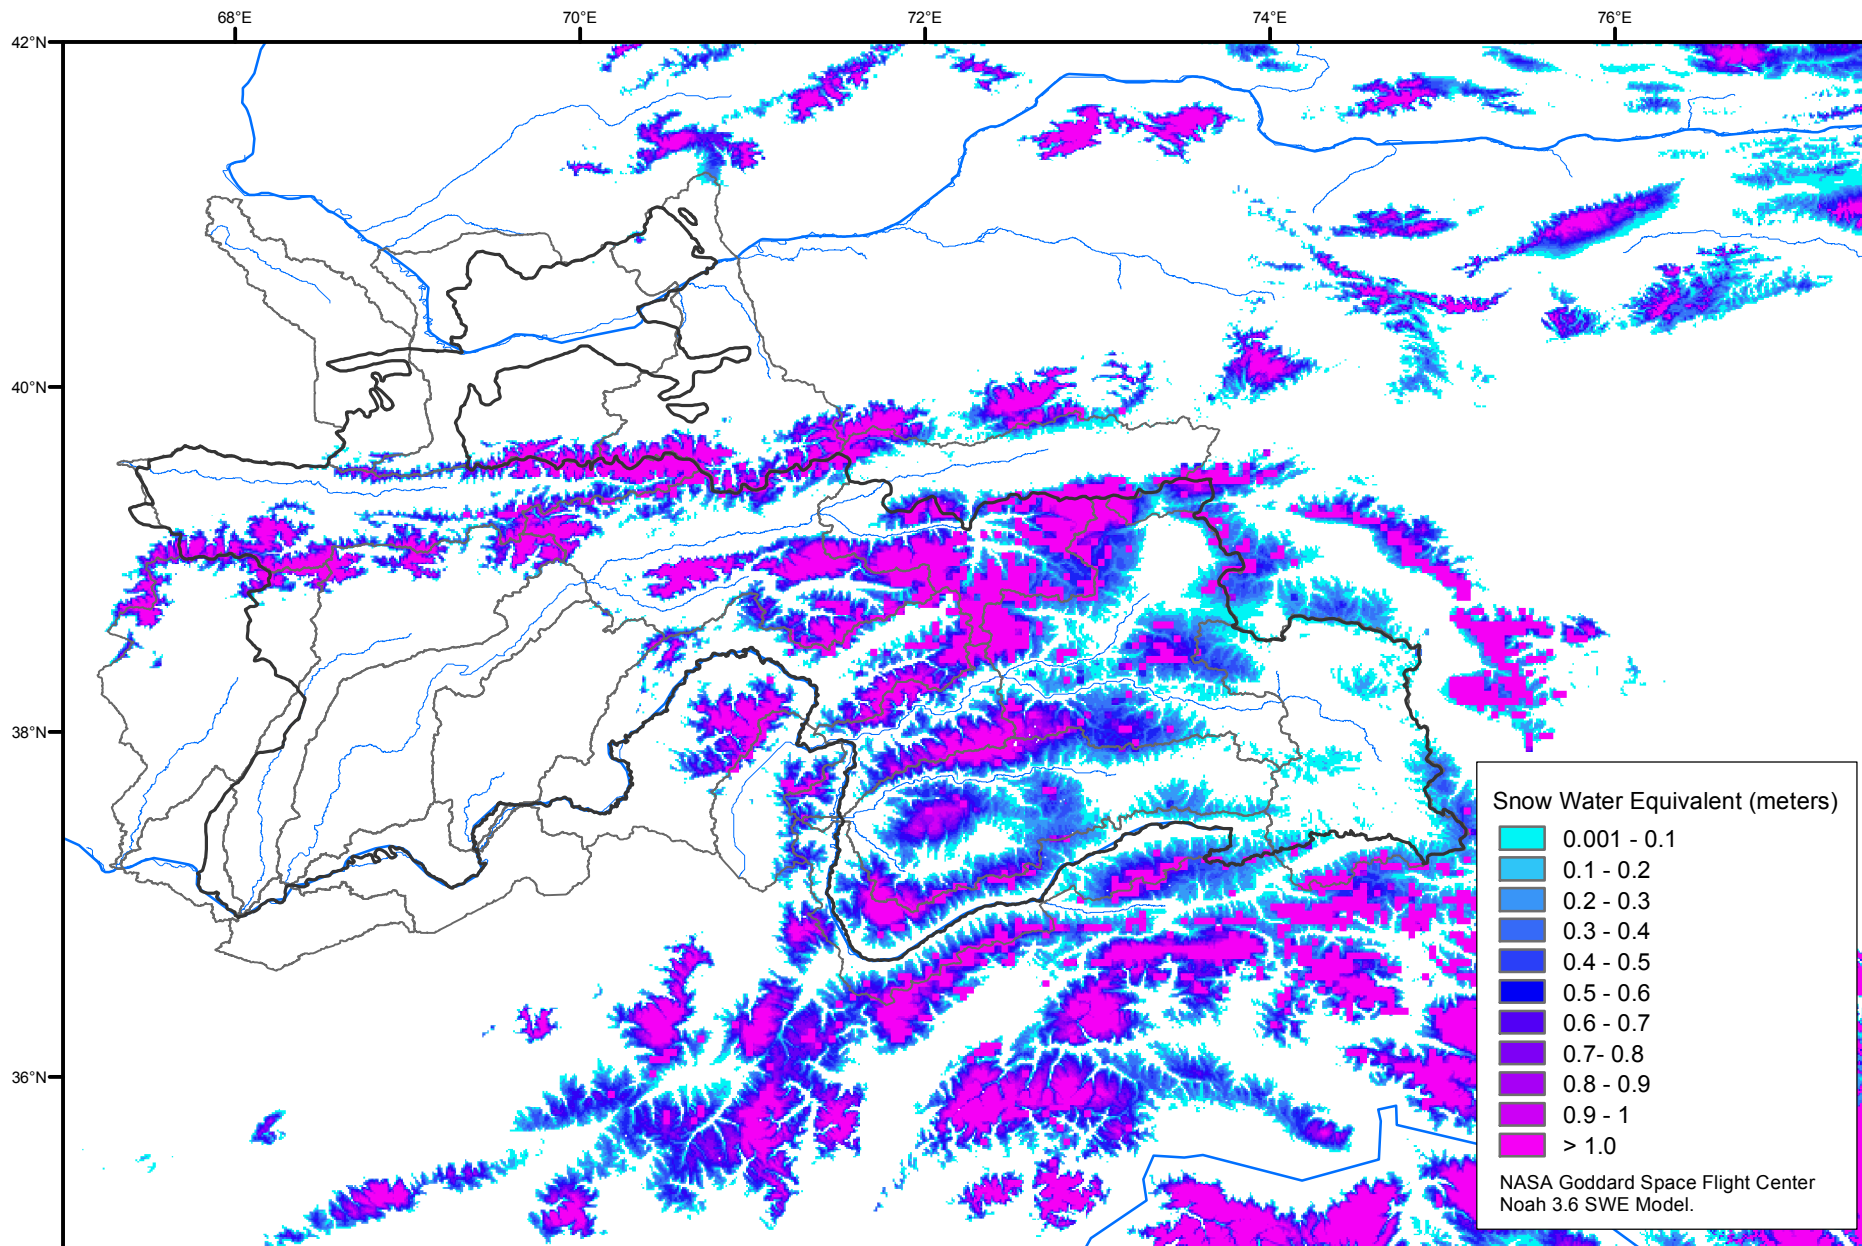 68°E
70°E
72°E
74°E
76°E
42°N
40°N
38°N
36°N
Snow Water Equivalent (meters)
0.001 - 0.1
0.1 - 0.2
0.2 - 0.3
0.3 - 0.4
0.4 - 0.5
0.5 - 0.6
0.6 - 0.7
0.7- 0.8
0.8 - 0.9
0.9 - 1
> 1.0
NASA Goddard Space Flight Center
Noah 3.6 SWE Model.